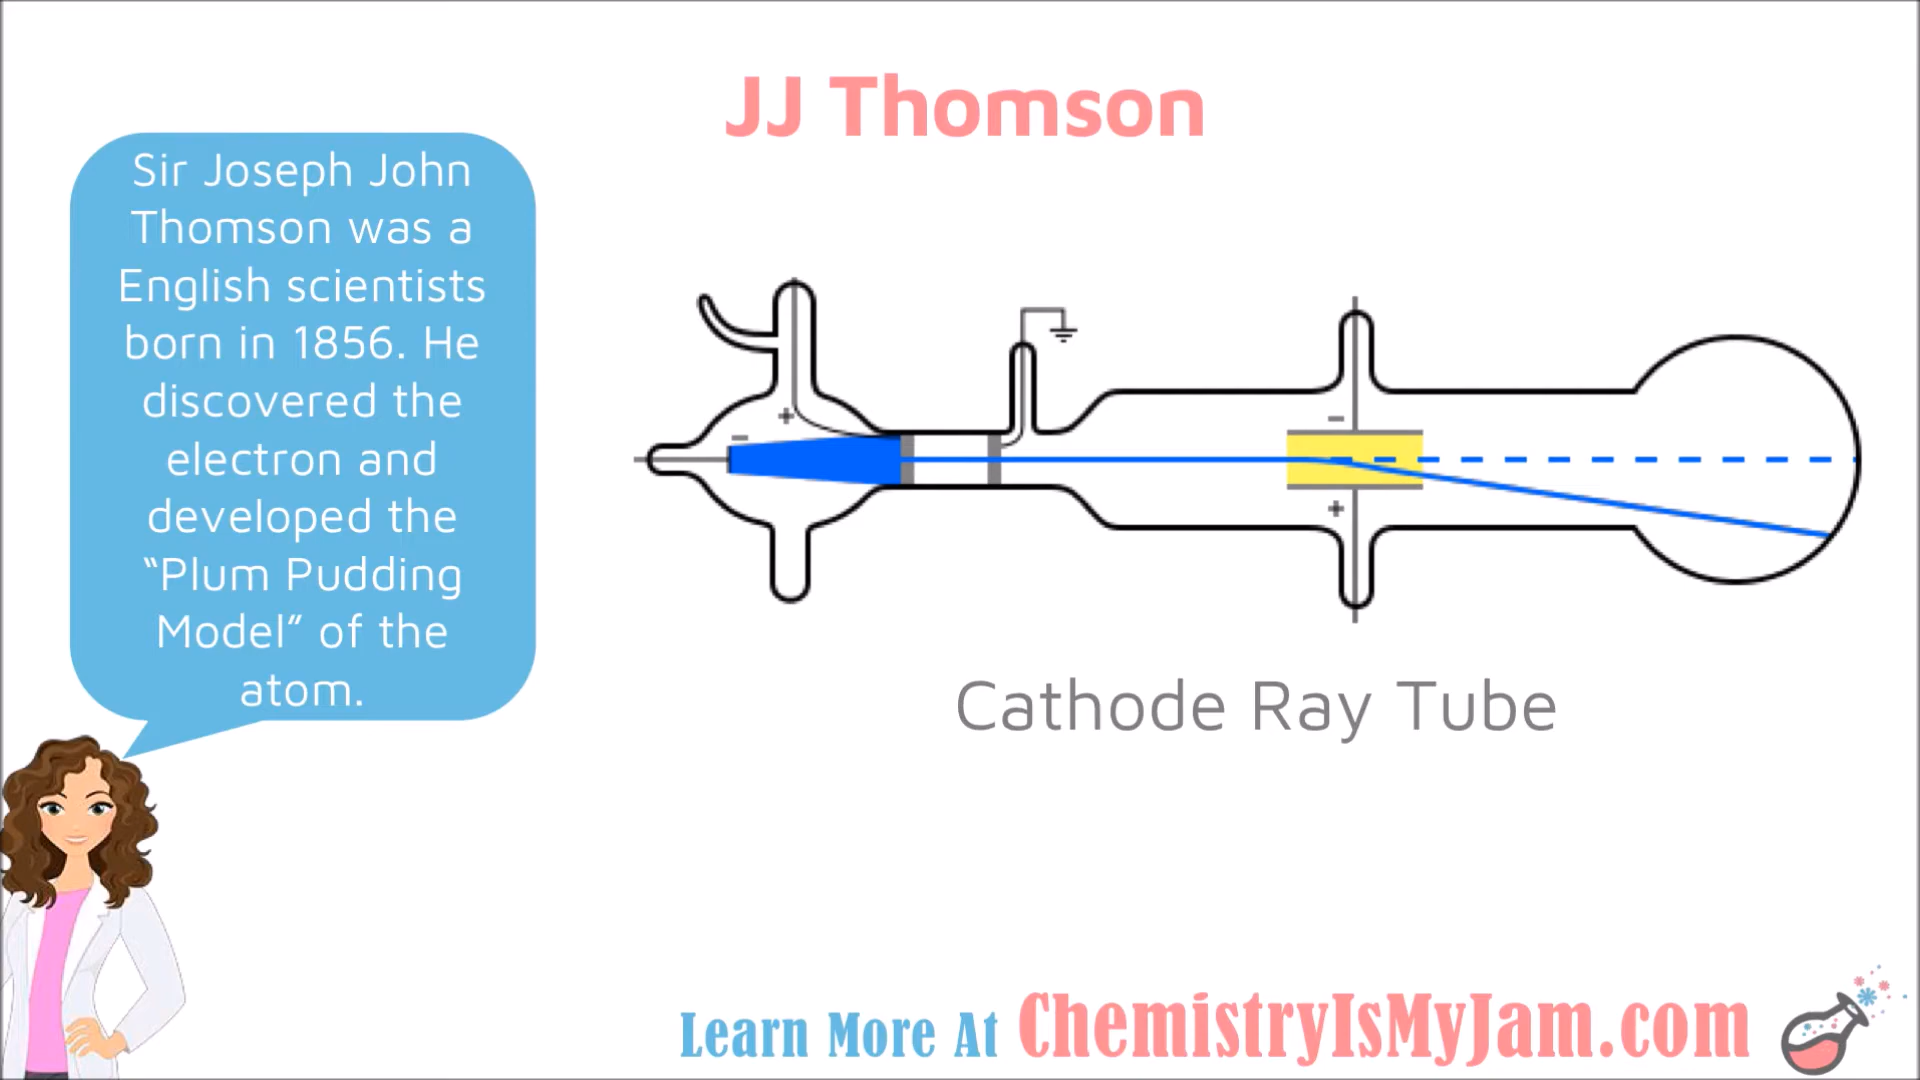 JJ Thomson
Sir Joseph John
Thomson was a
English scientists
born in 1856. He
discovered the
electron and
developed the
“Plum Pudding
Model” of the
atom.
+
−
−
+
Cathode Ray Tube
Learn More At ChemistryIsMyJam.com